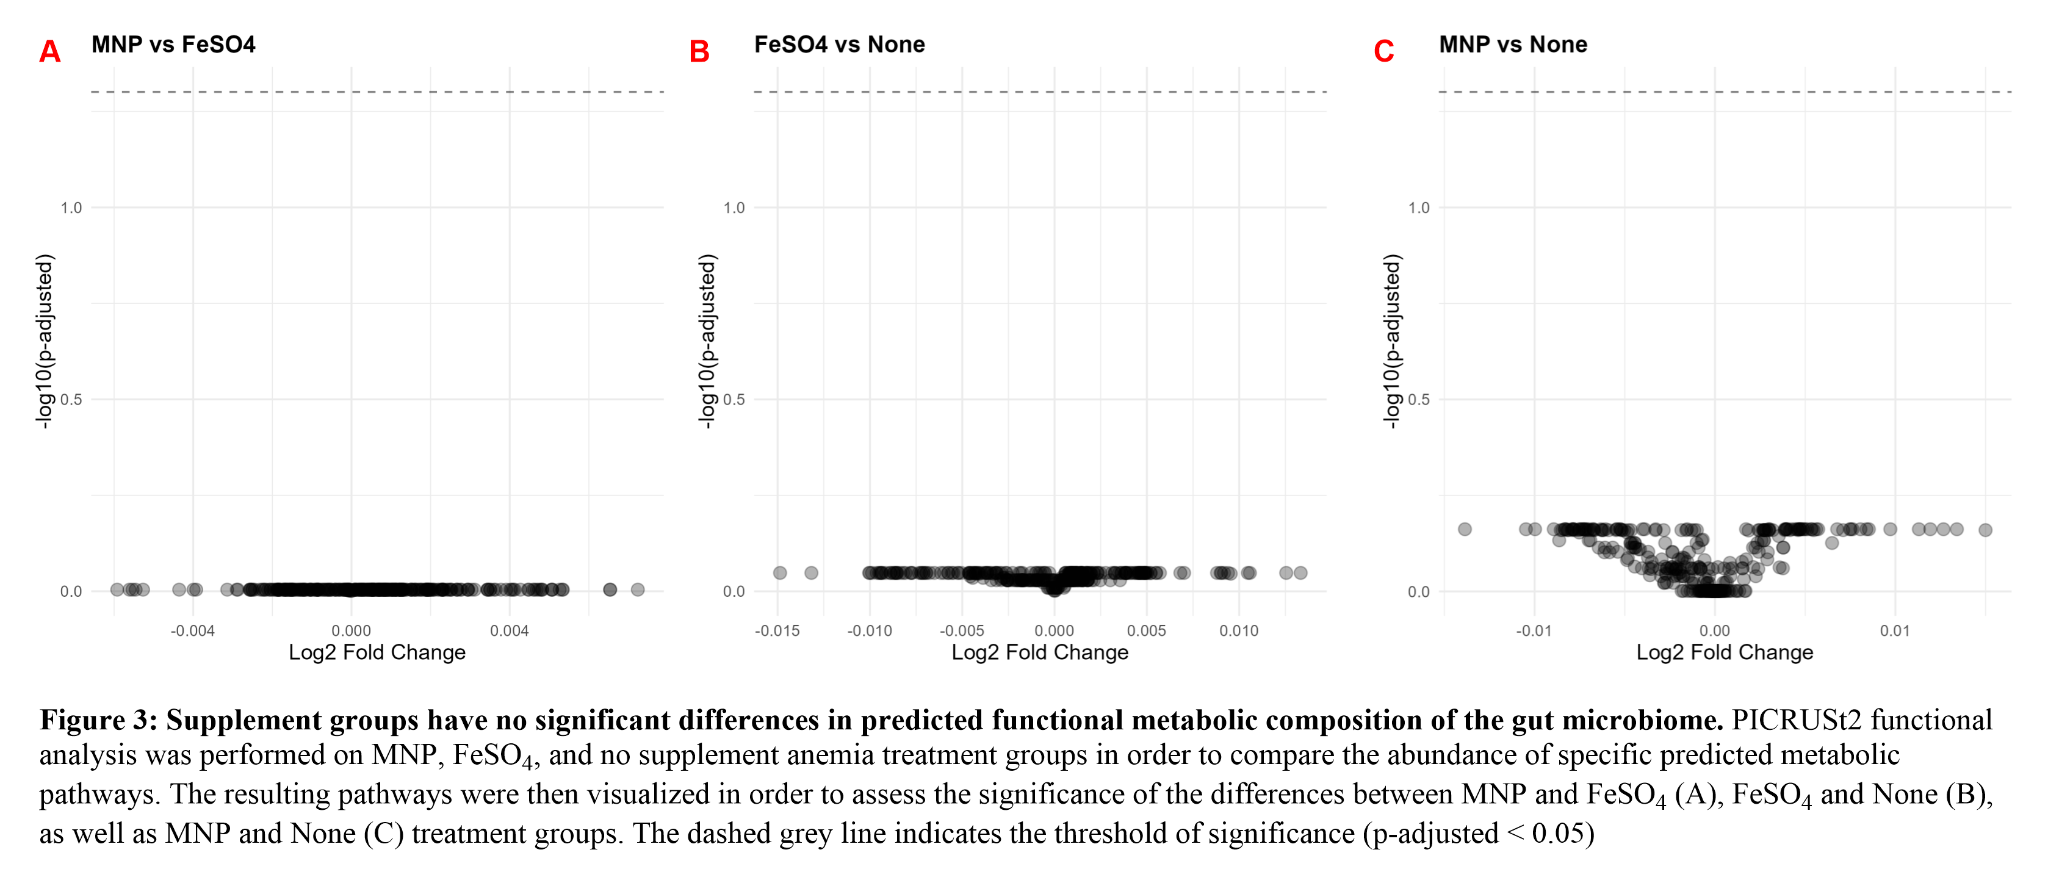 A MNP vs FeSO4
1.0
0.5
0.0
-log10(p-adjusted)
-0.004 0.000 0.004
Log2 Fold Change
B FeSO4 vs None
1.0
0.5
0.0
-log10(p-adjusted)
-0.015 -0.010 -0.005 0.000 0.005 0.010
Log2 Fold Change
C MNP vs None
1.0
0.5
0.0
-log10(p-adjusted)
-0.01 0.00 0.01
Log2 Fold Change
Figure 3: Supplement groups have no significant differences in predicted functional metabolic composition of the gut microbiome. PICRUSt2 functional
analysis was performed on MNP, FeSO₄, and no supplement anemia treatment groups in order to compare the abundance of specific predicted metabolic
pathways. The resulting pathways were then visualized in order to assess the significance of the differences between MNP and FeSO₄ (A), FeSO₄ and None (B),
as well as MNP and None (C) treatment groups. The dashed grey line indicates the threshold of significance (p-adjusted < 0.05)